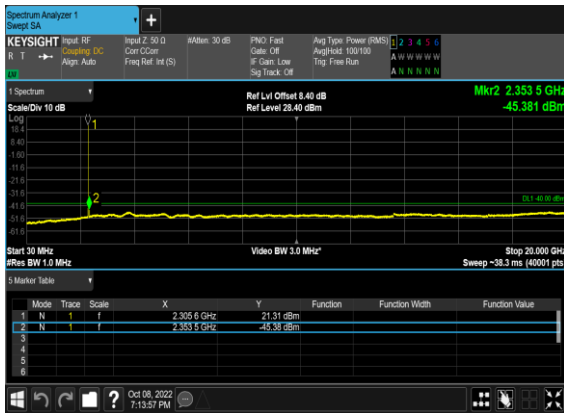 Spectrum Analyzer 1
Swept SA
KEYSIGHT
R T
Input: RF
Coupling: DC
Align: Auto
Input Z: 50 Ω
Corr CCorr
Freq Ref: Int (S)
#Atten: 30 dB
PNO: Fast
Gate: Off
IF Gain: Low
Sig Track: Off
Avg Type: Power (RMS)
Avg|Hold: 100/100
Trig: Free Run
1 2 3 4 5 6
A W W W W W
A N N N N N
1 Spectrum
Scale/Div 10 dB
Ref Lvl Offset 8.40 dB
Ref Level 28.40 dBm
Mkr2 2.353 5 GHz
-45.381 dBm
Log
18.4
8.40
-1.60
-11.6
-21.6
-31.6
-41.6
-51.6
-61.6
1
2
DL1 -40.00 dBm
Start 30 MHz
#Res BW 1.0 MHz
Video BW 3.0 MHz*
Stop 20.000 GHz
Sweep ~38.3 ms (40001 pts)
5 Marker Table
Mode Trace Scale X Y Function Function Width Function Value
1 N 1 f 2.305 6 GHz 21.31 dBm
2 N 1 f 2.353 5 GHz -45.38 dBm
3
4
5
6
?
Oct 08, 2022
7:13:57 PM